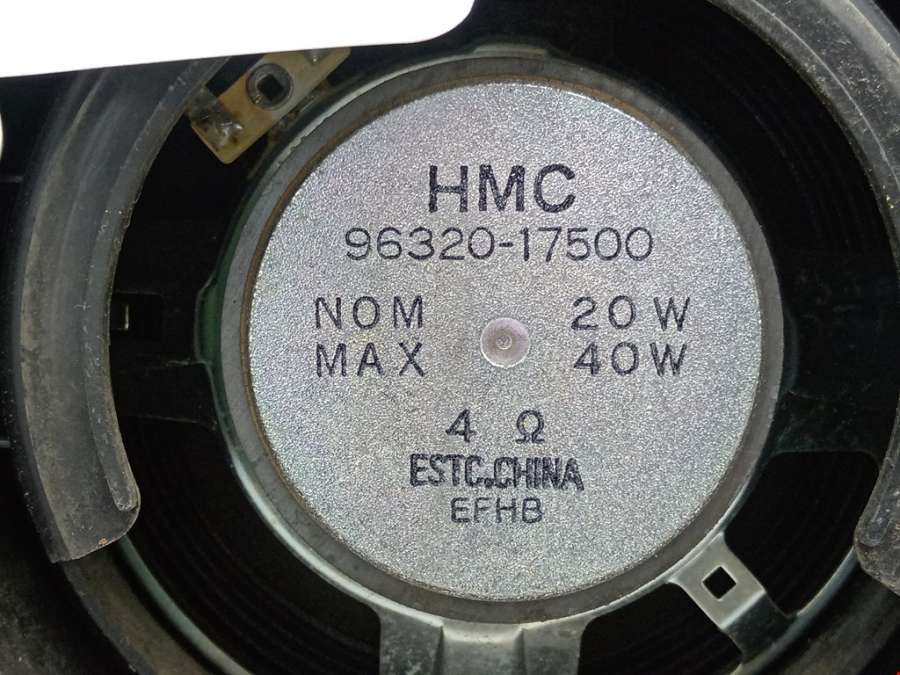 HMC
96320-17500
NOM 20W
MAX 40W
4 Ω
ESTC.CHINA
EFHB